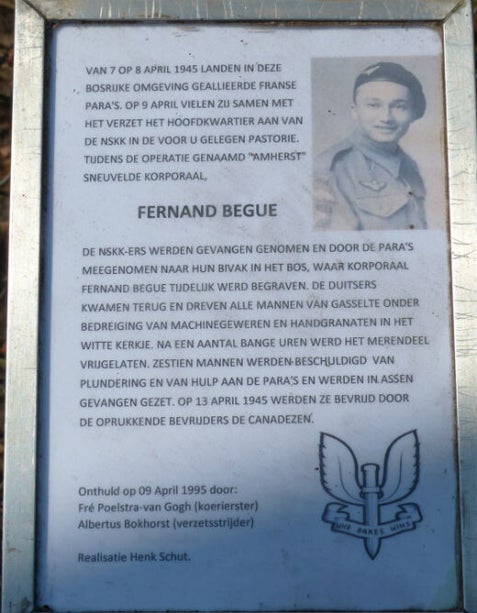 VAN 7 OP 8 APRIL 1945 LANDEN IN DEZE
BOSRIJKE OMGEVING GEALLIEERDE FRANSE
PARA'S. OP 9 APRIL VIELEN ZIJ SAMEN MET
HET VERZET HET HOOFDKWARTIER AAN VAN
DE NSKK IN DE VOOR U GELEGEN PASTORIE.
TIJDENS DE OPERATIE GENAAMD "AMHERST"
SNEUVELDE KORPORAAL,
FERNAND BEGUE
DE NSKK-ERS WERDEN GEVANGEN GENOMEN EN DOOR DE PARA'S
MEEGENOMEN NAAR HUN BIVAK IN HET BOS, WAAR KORPORAAL
FERNAND BEGUE TIJDELIJK WERD BEGRAVEN. DE DUITSERS
KWAMEN TERUG EN DREVEN ALLE MANNEN VAN GASSELTE ONDER
BEDREIGING VAN MACHINEGEWEREN EN HANDGRANATEN IN HET
WITTE KERKJE. NA EEN AANTAL BANGE UREN WERD HET MERENDEEL
VRIJGELATEN. ZESTIEN MANNEN WERDEN BESCHULDIGD VAN
PLUNDERING EN VAN HULP AAN DE PARA'S EN WERDEN IN ASSEN
GEVANGEN GEZET. OP 13 APRIL 1945 WERDEN ZE BEVRIJD DOOR
DE OPRUKKENDE BEVRIJDERS DE CANADEZEN.
WHO DARES WINS
Onthuld op 09 April 1995 door:
Fré Poelstra-van Gogh (koerierster)
Albertus Bokhorst (verzetsstrijder)
Realisatie Henk Schut.